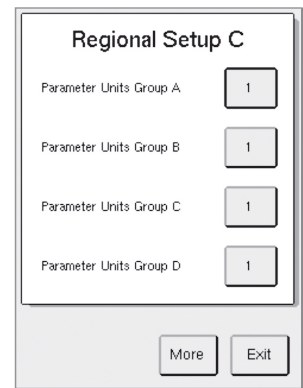 Regional Setup C
Parameter Units Group A 1
Parameter Units Group B 1
Parameter Units Group C 1
Parameter Units Group D 1
More Exit